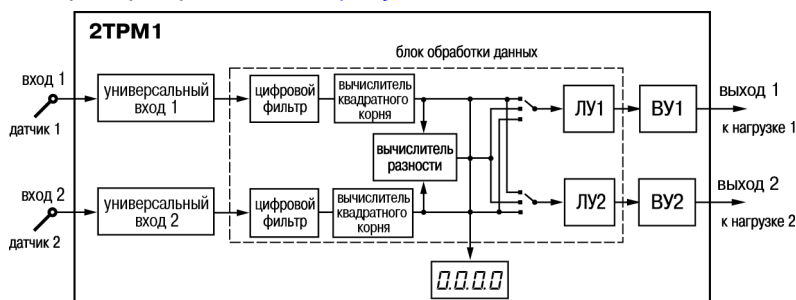 2ТРМ1
блок обработки данных
вход 1
датчик 1
универсальный
вход 1
цифровой
фильтр
вычислитель
квадратного
корня
ЛУ1
ВУ1
выход 1
к нагрузке 1
вычислитель
разности
вход 2
датчик 2
универсальный
вход 2
цифровой
фильтр
вычислитель
квадратного
корня
ЛУ2
ВУ2
выход 2
к нагрузке 2
0.0.0.0